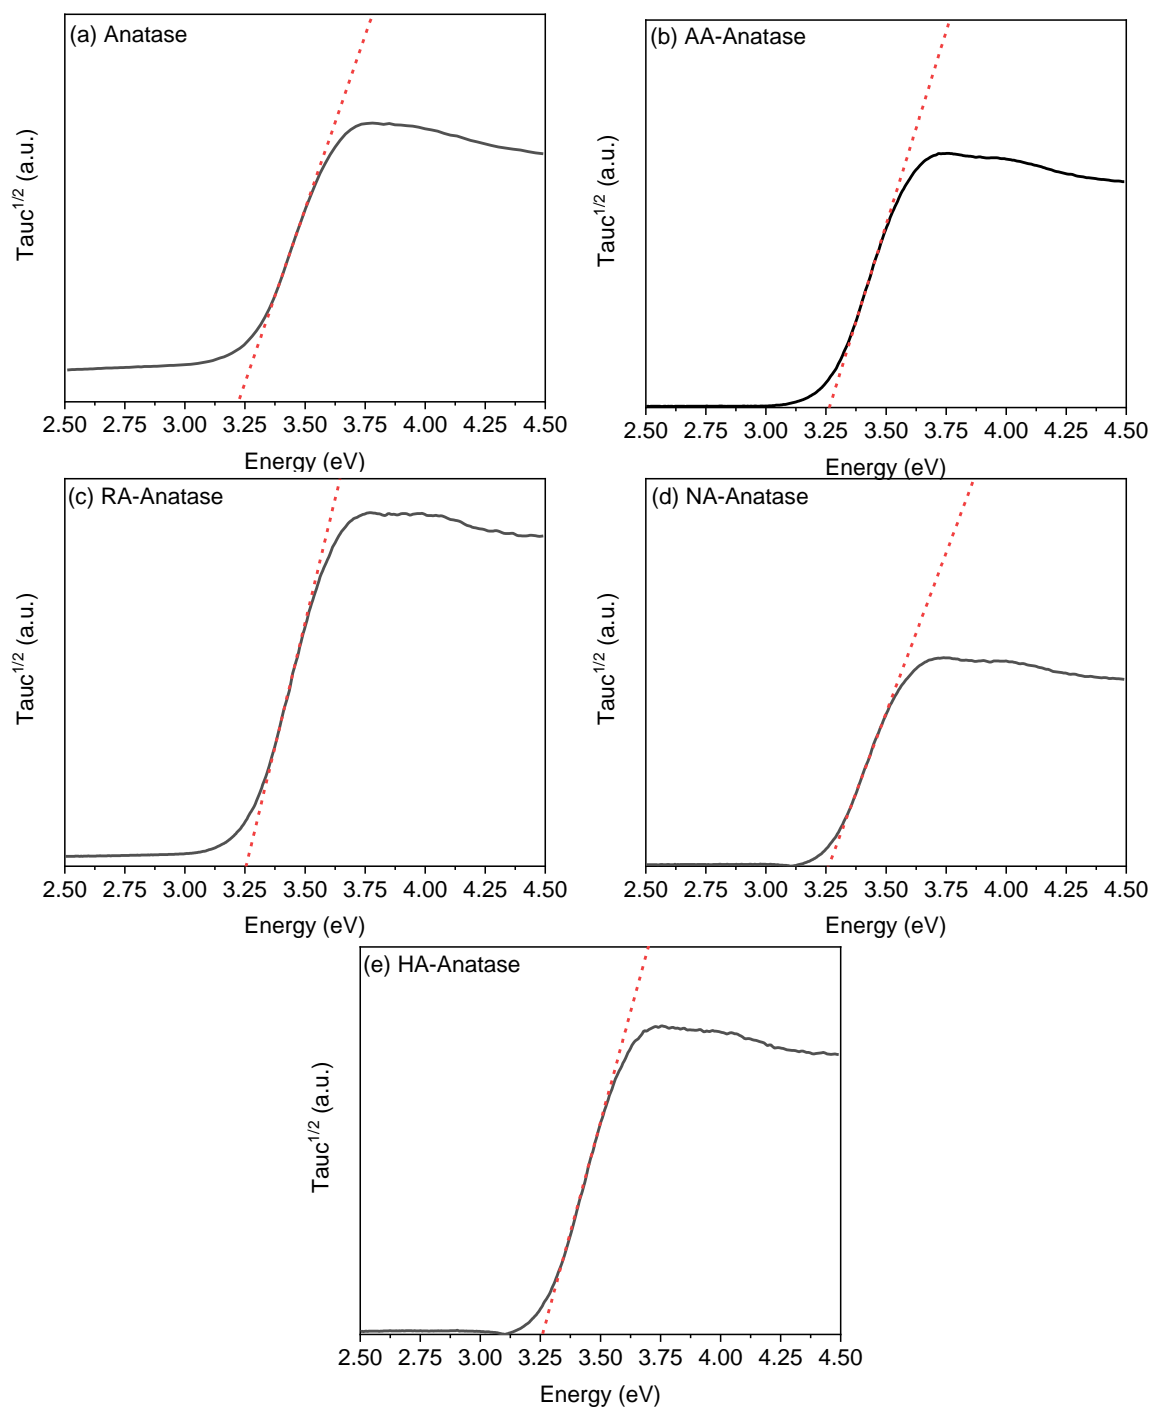 (a) Anatase
Tauc1/2 (a.u.)
2.50 2.75 3.00 3.25 3.50 3.75 4.00 4.25 4.50
Energy (eV)
(b) AA-Anatase
Tauc1/2 (a.u.)
2.50 2.75 3.00 3.25 3.50 3.75 4.00 4.25 4.50
Energy (eV)
(c) RA-Anatase
Tauc1/2 (a.u.)
2.50 2.75 3.00 3.25 3.50 3.75 4.00 4.25 4.50
Energy (eV)
(d) NA-Anatase
Tauc1/2 (a.u.)
2.50 2.75 3.00 3.25 3.50 3.75 4.00 4.25 4.50
Energy (eV)
(e) HA-Anatase
Tauc1/2 (a.u.)
2.50 2.75 3.00 3.25 3.50 3.75 4.00 4.25 4.50
Energy (eV)